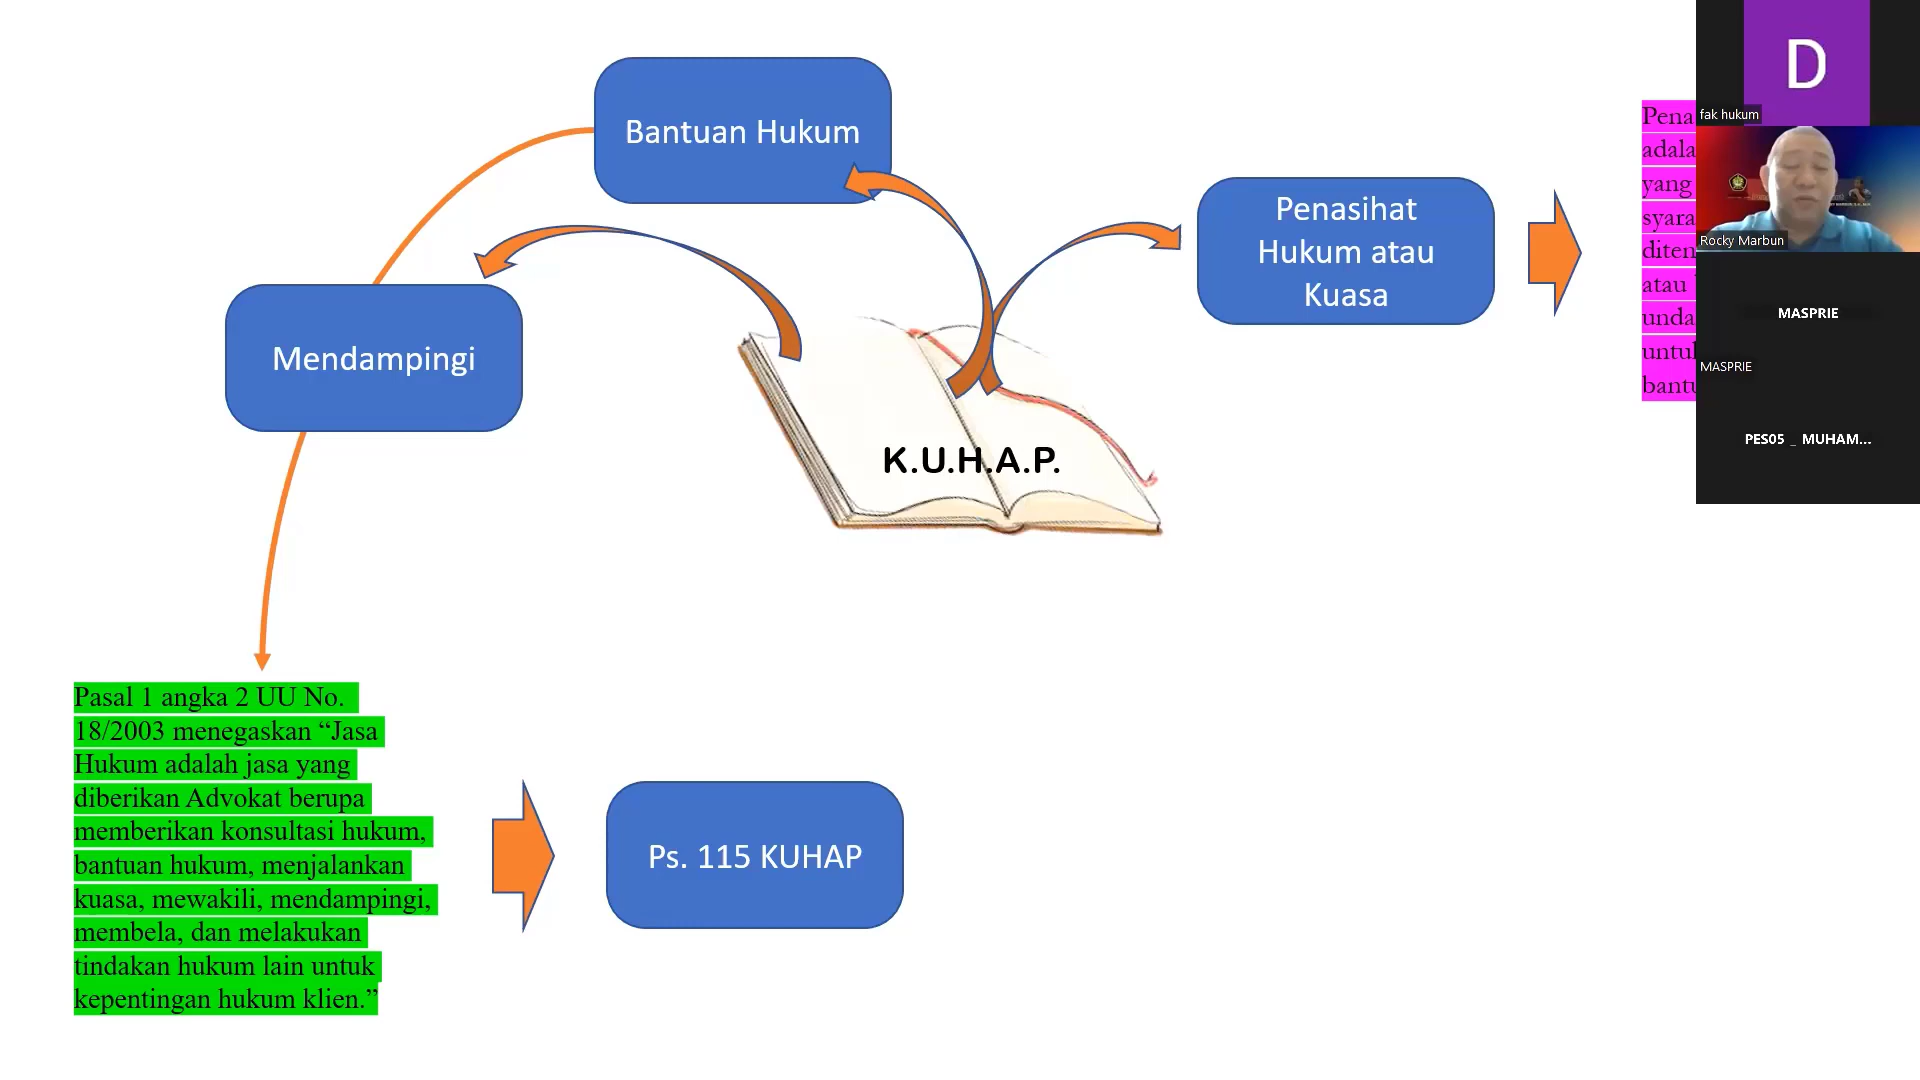 Bantuan Hukum
Penasihat
Hukum atau
Kuasa
Mendampingi
K.U.H.A.P.
Pasal 1 angka 2 UU No.
18/2003 menegaskan “Jasa
Hukum adalah jasa yang
diberikan Advokat berupa
memberikan konsultasi hukum,
bantuan hukum, menjalankan
kuasa, mewakili, mendampingi,
membela, dan melakukan
tindakan hukum lain untuk
kepentingan hukum klien.”
Ps. 115 KUHAP
Pena
adala
yang
syara
diten
atau
unda
untuk
bantu
D
fak hukum
Rocky Marbun
MASPRIE
MASPRIE
PES05 _ MUHAM...